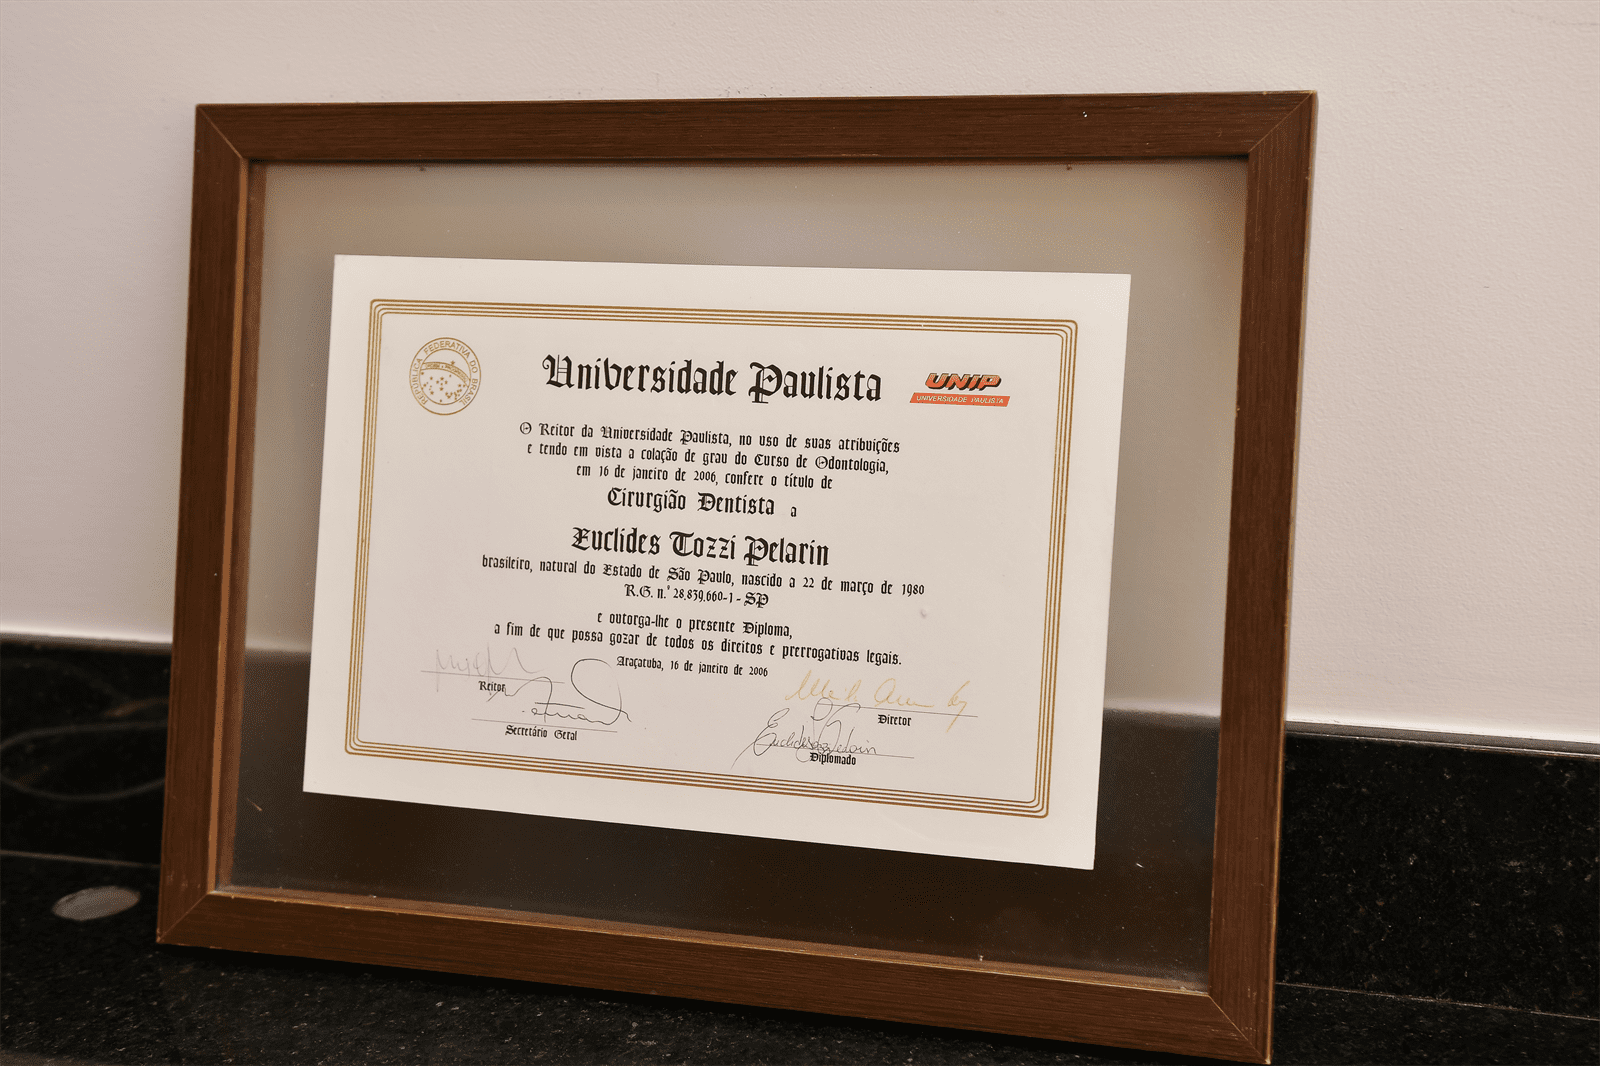 REPÚBLICA FEDERATIVA DO BRASIL
Universidade Paulista
UNIP
UNIVERSIDADE PAULISTA
O Reitor da Universidade Paulista, no uso de suas atribuições
e tendo em vista a colação de grau do Curso de Odontologia,
em 16 de janeiro de 2006, confere o título de
Cirurgião Dentista a
Euclides Tozzi Pelarin
brasileiro, natural do Estado de São Paulo, nascido a 22 de março de 1980
R.G. n.º 28.839.660-1 - SP
e outorga-lhe o presente Diploma,
a fim de que possa gozar de todos os direitos e prerrogativas legais.
Araçatuba, 16 de janeiro de 2006
Reitor
Diretor
Secretário Geral
Diplomado